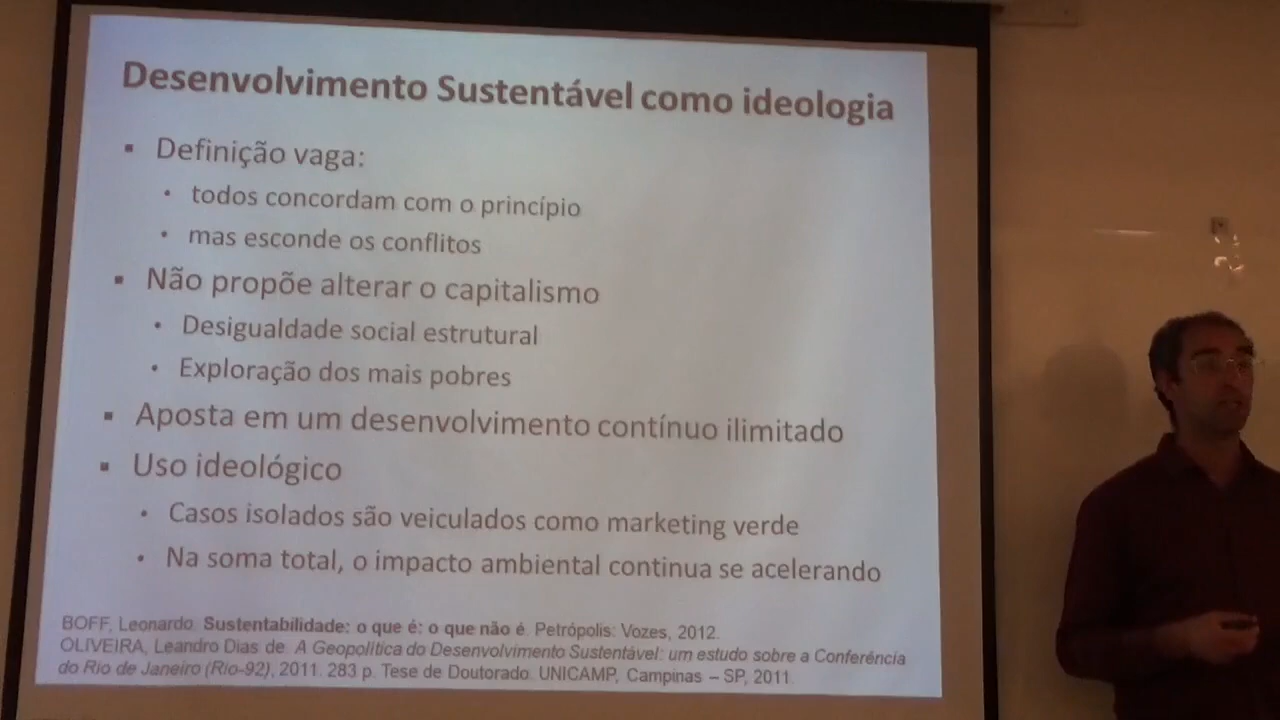 Desenvolvimento Sustentável como ideologia
▪ Definição vaga:
• todos concordam com o princípio
• mas esconde os conflitos
▪ Não propõe alterar o capitalismo
• Desigualdade social estrutural
• Exploração dos mais pobres
▪ Aposta em um desenvolvimento contínuo ilimitado
▪ Uso ideológico
• Casos isolados são veiculados como marketing verde
• Na soma total, o impacto ambiental continua se acelerando
BOFF, Leonardo. Sustentabilidade: o que é: o que não é. Petrópolis: Vozes, 2012.
OLIVEIRA, Leandro Dias de. A Geopolítica do Desenvolvimento Sustentável: um estudo sobre a Conferência
do Rio de Janeiro (Rio-92), 2011. 283 p. Tese de Doutorado. UNICAMP, Campinas – SP, 2011.